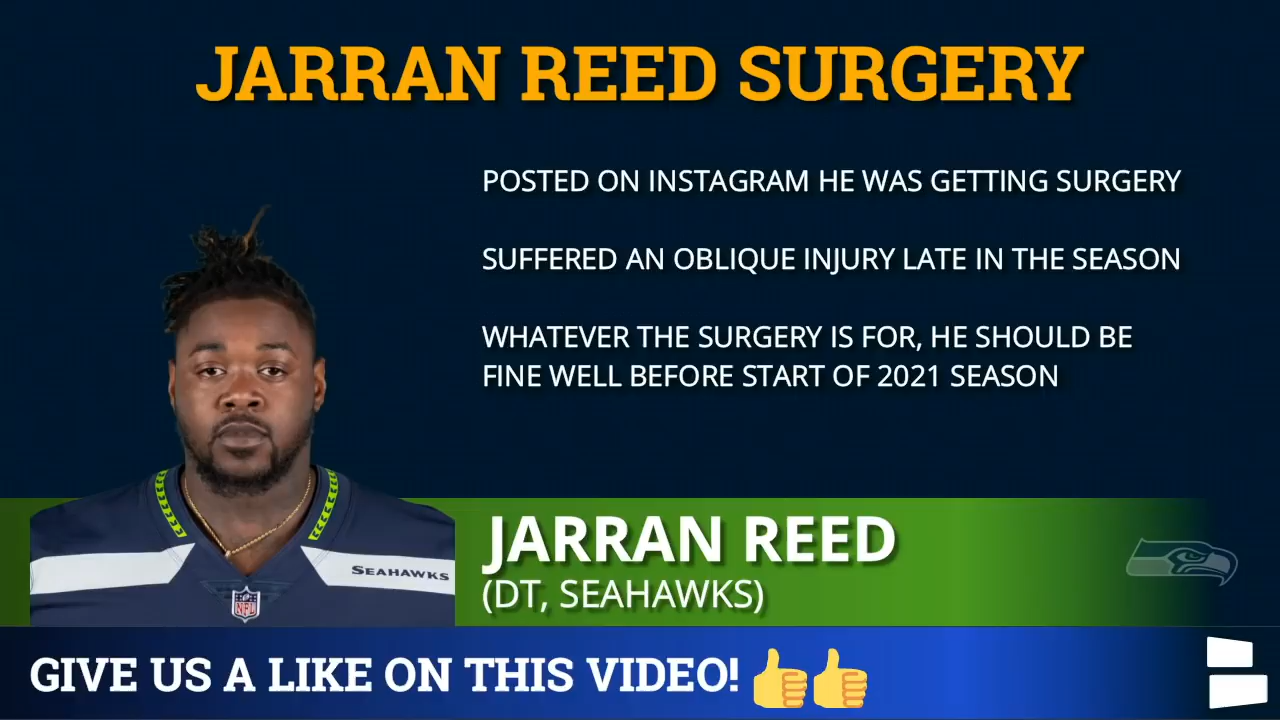 JARRAN REED SURGERY
POSTED ON INSTAGRAM HE WAS GETTING SURGERY
SUFFERED AN OBLIQUE INJURY LATE IN THE SEASON
WHATEVER THE SURGERY IS FOR, HE SHOULD BE
FINE WELL BEFORE START OF 2021 SEASON
SEAHAWKS
NFL
JARRAN REED
(DT, SEAHAWKS)
GIVE US A LIKE ON THIS VIDEO!